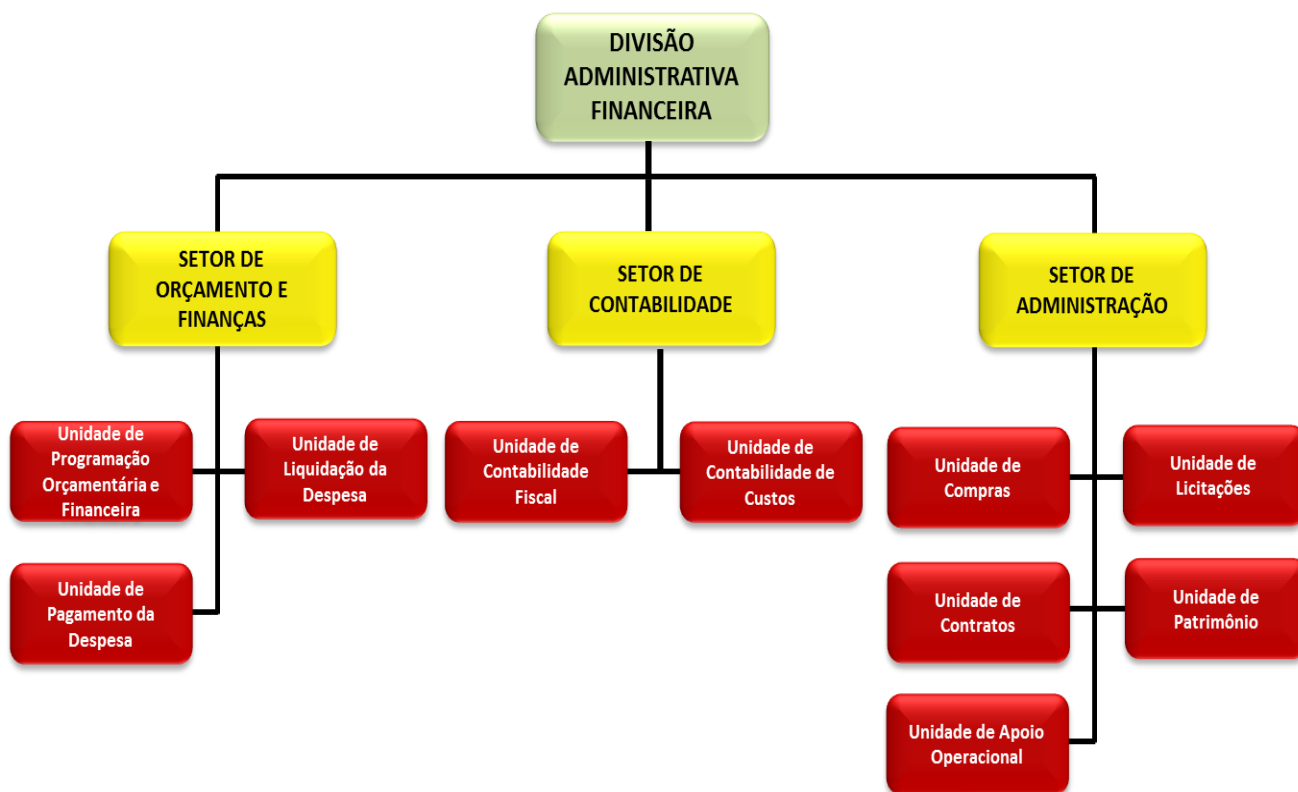 DIVISÃO
ADMINISTRATIVA
FINANCEIRA
SETOR DE
ORÇAMENTO E
FINANÇAS
SETOR DE
CONTABILIDADE
SETOR DE
ADMINISTRAÇÃO
Unidade de
Programação
Orçamentária e
Financeira
Unidade de
Liquidação da
Despesa
Unidade de
Contabilidade
Fiscal
Unidade de
Contabilidade de
Custos
Unidade de
Compras
Unidade de
Licitações
Unidade de
Pagamento da
Despesa
Unidade de
Contratos
Unidade de
Patrimônio
Unidade de Apoio
Operacional